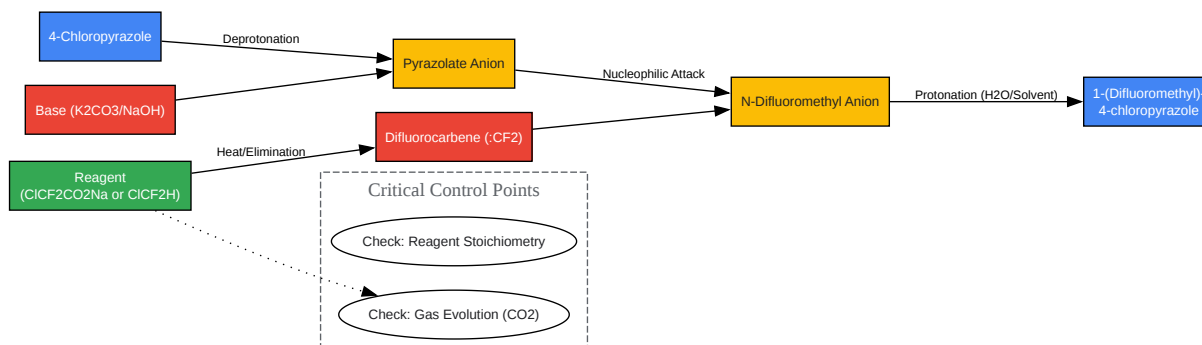 4-Chloropyrazole
Deprotonation
Pyrazolate Anion
Base (K2CO3/NaOH)
Nucleophilic Attack
N-Difluoromethyl Anion
Protonation (H2O/Solvent)
1-(Difluoromethyl)-
4-chloropyrazole
Difluorocarbene (:CF2)
Heat/Elimination
Reagent
(ClCF2CO2Na or ClCF2H)
Critical Control Points
Check: Reagent Stoichiometry
Check: Gas Evolution (CO2)